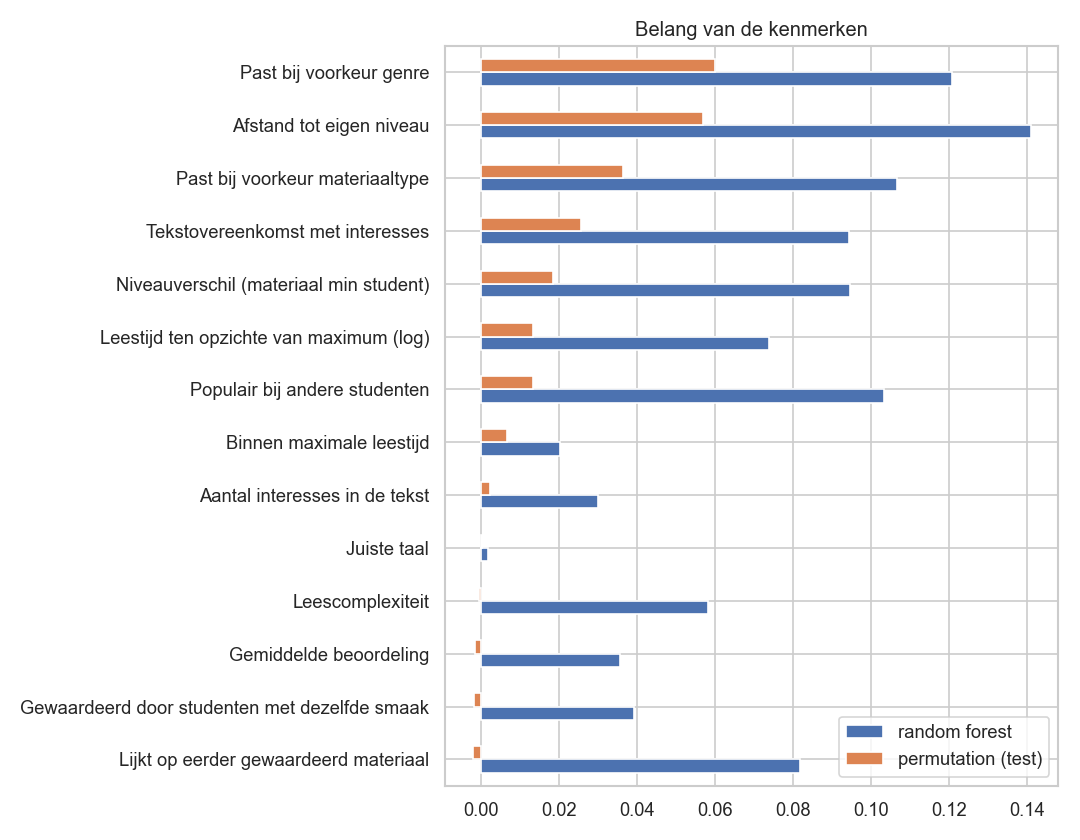 Belang van de kenmerken
Past bij voorkeur genre
Afstand tot eigen niveau
Past bij voorkeur materiaaltype
Tekstovereenkomst met interesses
Niveauverschil (materiaal min student)
Leestijd ten opzichte van maximum (log)
Populair bij andere studenten
Binnen maximale leestijd
Aantal interesses in de tekst
Juiste taal
Leescomplexiteit
Gemiddelde beoordeling
Gewaardeerd door studenten met dezelfde smaak
Lijkt op eerder gewaardeerd materiaal
random forest
permutation (test)
0.00 0.02 0.04 0.06 0.08 0.10 0.12 0.14